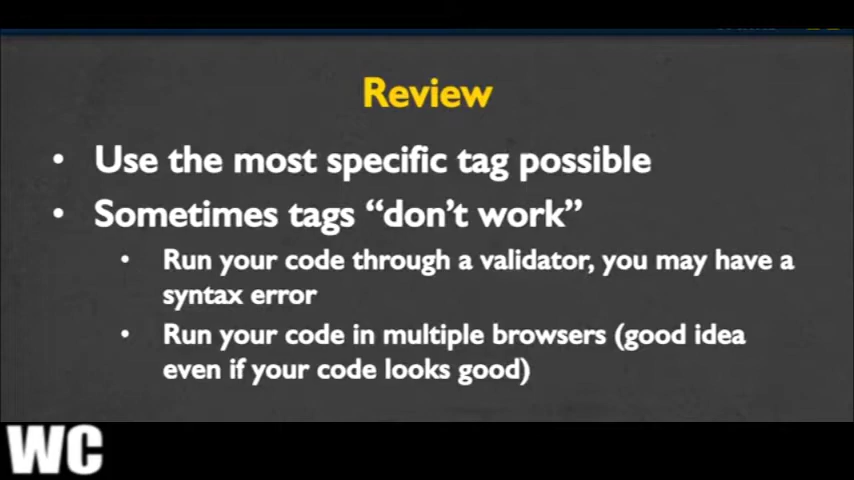 Review
• Use the most specific tag possible
• Sometimes tags “don’t work”
• Run your code through a validator, you may have a
syntax error
• Run your code in multiple browsers (good idea
even if your code looks good)
WC